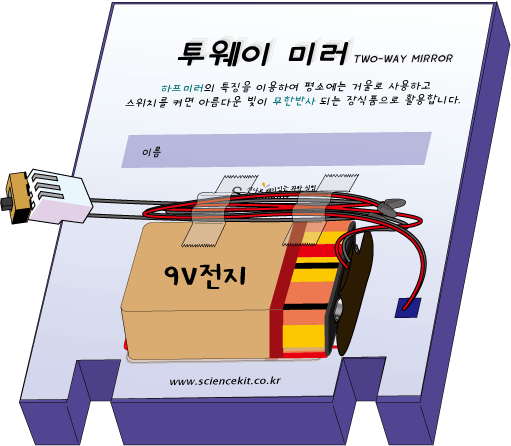 투웨이 미러 TWO-WAY MIRROR
하프미러의 특징을 이용하여 평소에는 거울로 사용하고
스위치를 켜면 아름다운 빛이 무한반사 되는 장식품으로 활용합니다.
이름
9V전지
www.sciencekit.co.kr